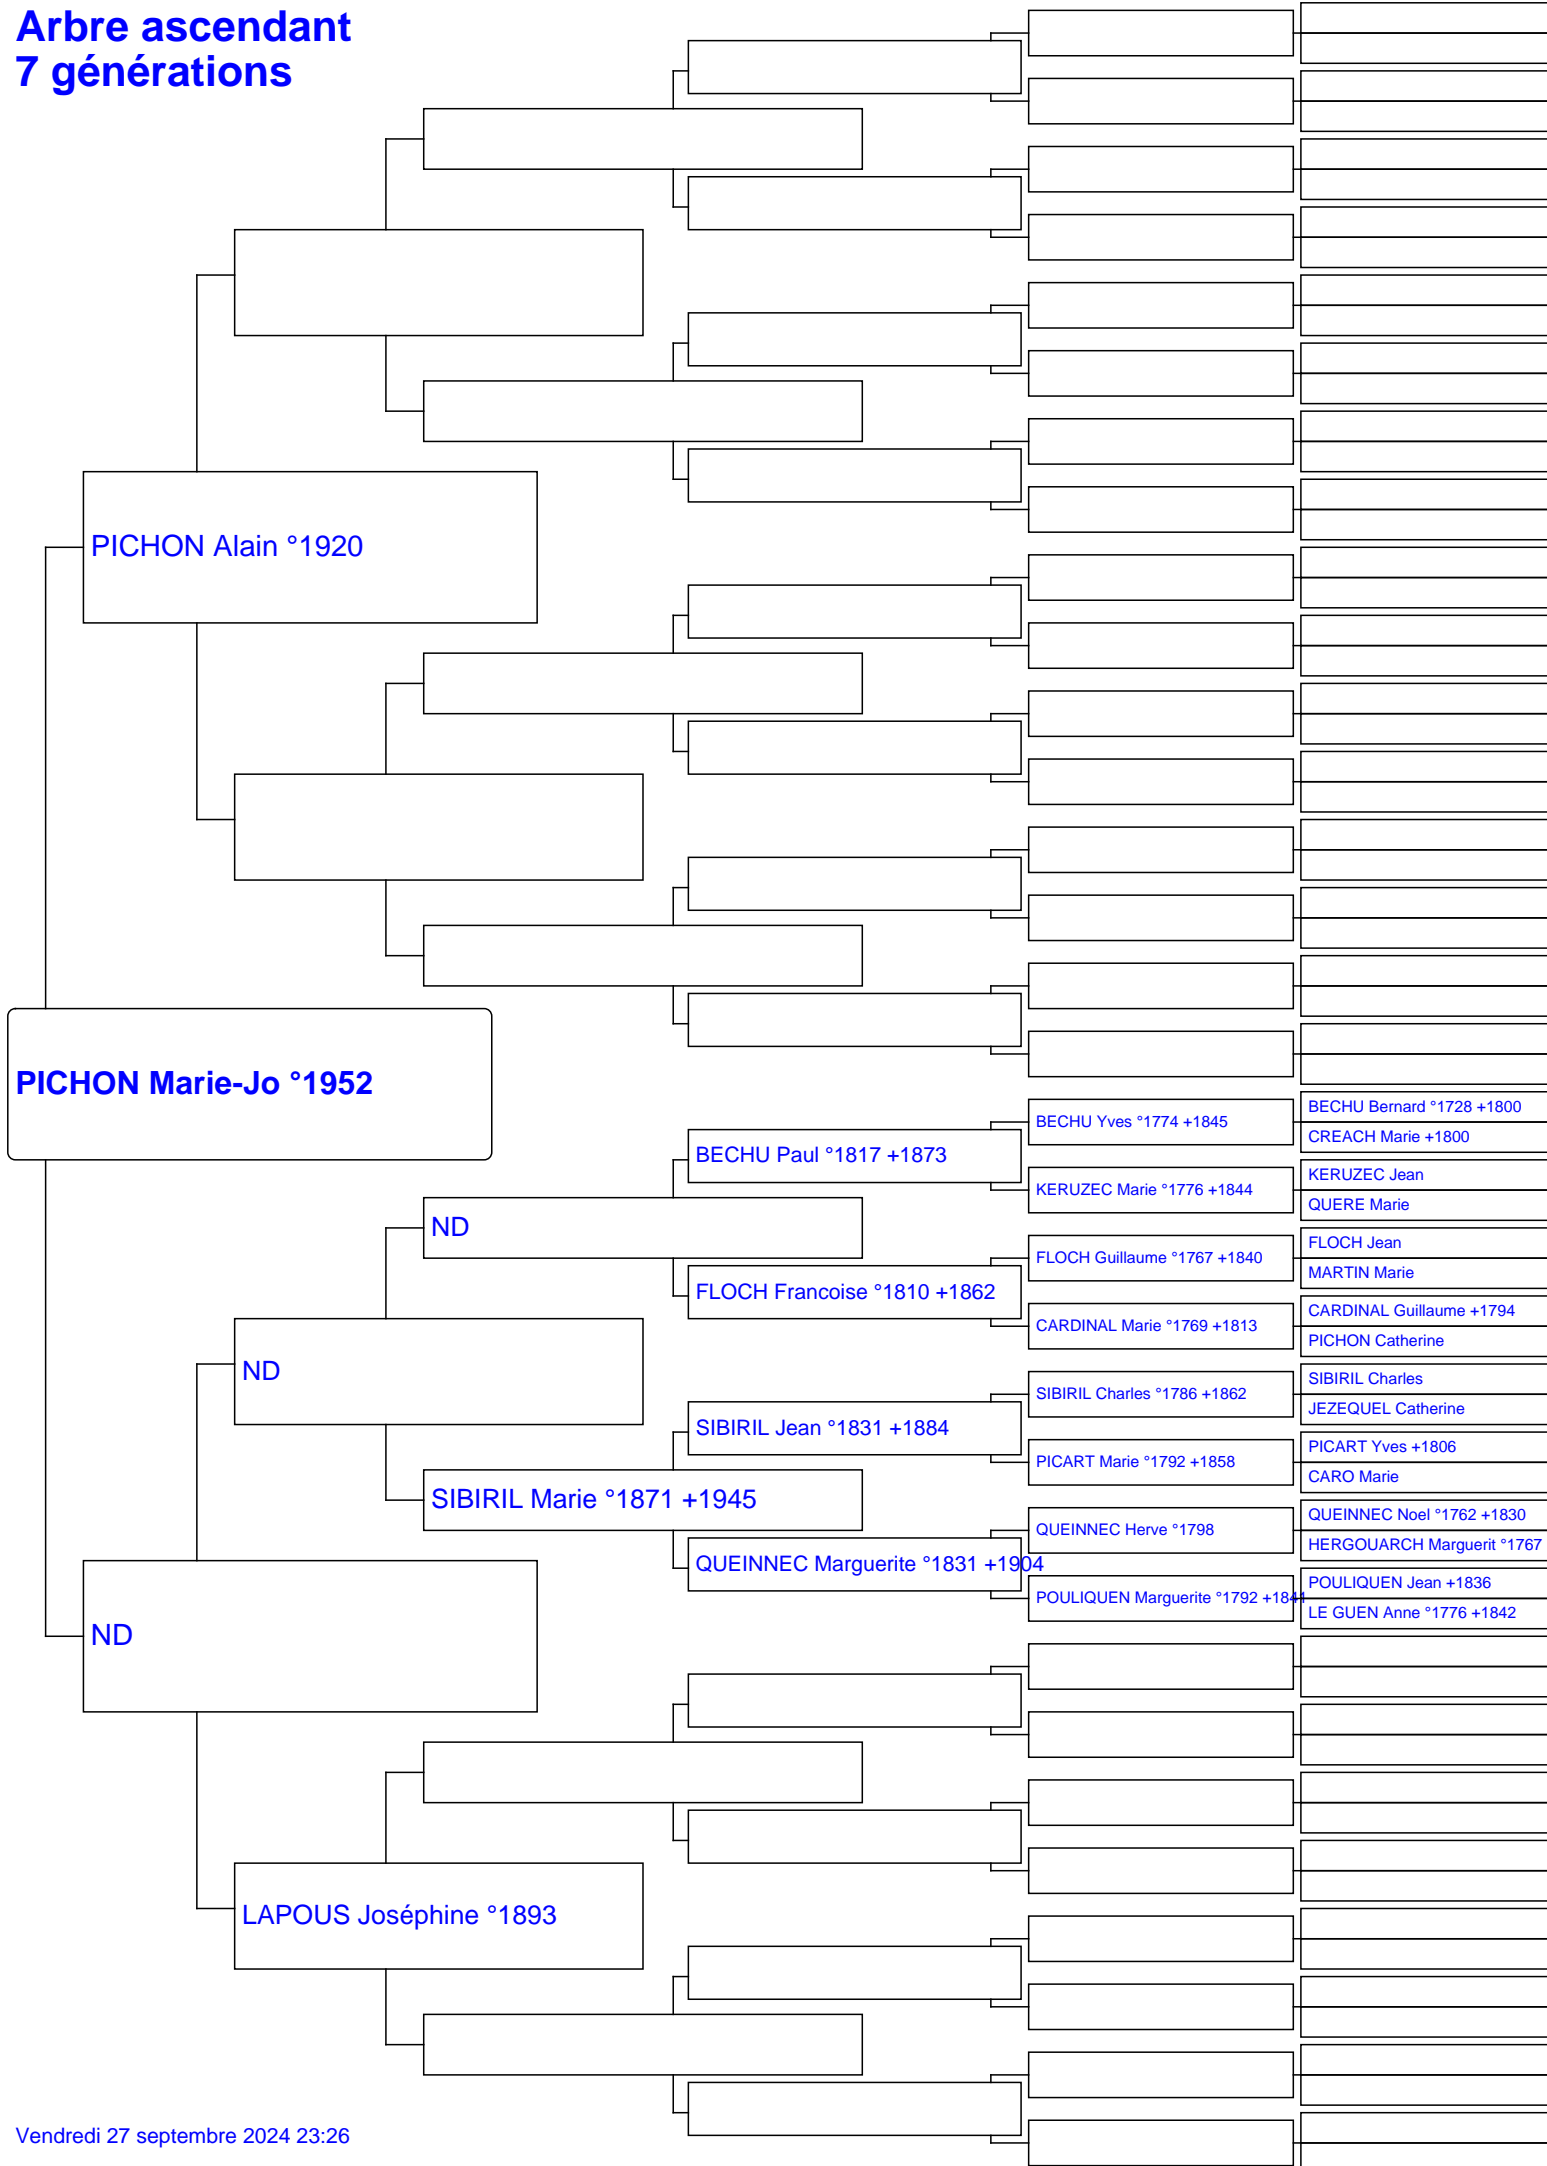 Arbre ascendant
7 générations
PICHON Alain °1920
PICHON Marie-Jo °1952
BECHU Bernard °1728 +1800
BECHU Yves °1774 +1845
CREACH Marie +1800
BECHU Paul °1817 +1873
KERUZEC Jean
KERUZEC Marie °1776 +1844
QUERE Marie
ND
FLOCH Jean
FLOCH Guillaume °1767 +1840
MARTIN Marie
FLOCH Francoise °1810 +1862
CARDINAL Guillaume +1794
CARDINAL Marie °1769 +1813
PICHON Catherine
ND
SIBIRIL Charles
SIBIRIL Charles °1786 +1862
JEZEQUEL Catherine
SIBIRIL Jean °1831 +1884
PICART Yves +1806
PICART Marie °1792 +1858
CARO Marie
SIBIRIL Marie °1871 +1945
QUEINNEC Noel °1762 +1830
QUEINNEC Herve °1798
HERGOUARCH Marguerit °1767
QUEINNEC Marguerite °1831 +1904
POULIQUEN Jean +1836
POULIQUEN Marguerite °1792 +1841
LE GUEN Anne °1776 +1842
ND
LAPOUS Joséphine °1893
Vendredi 27 septembre 2024 23:26